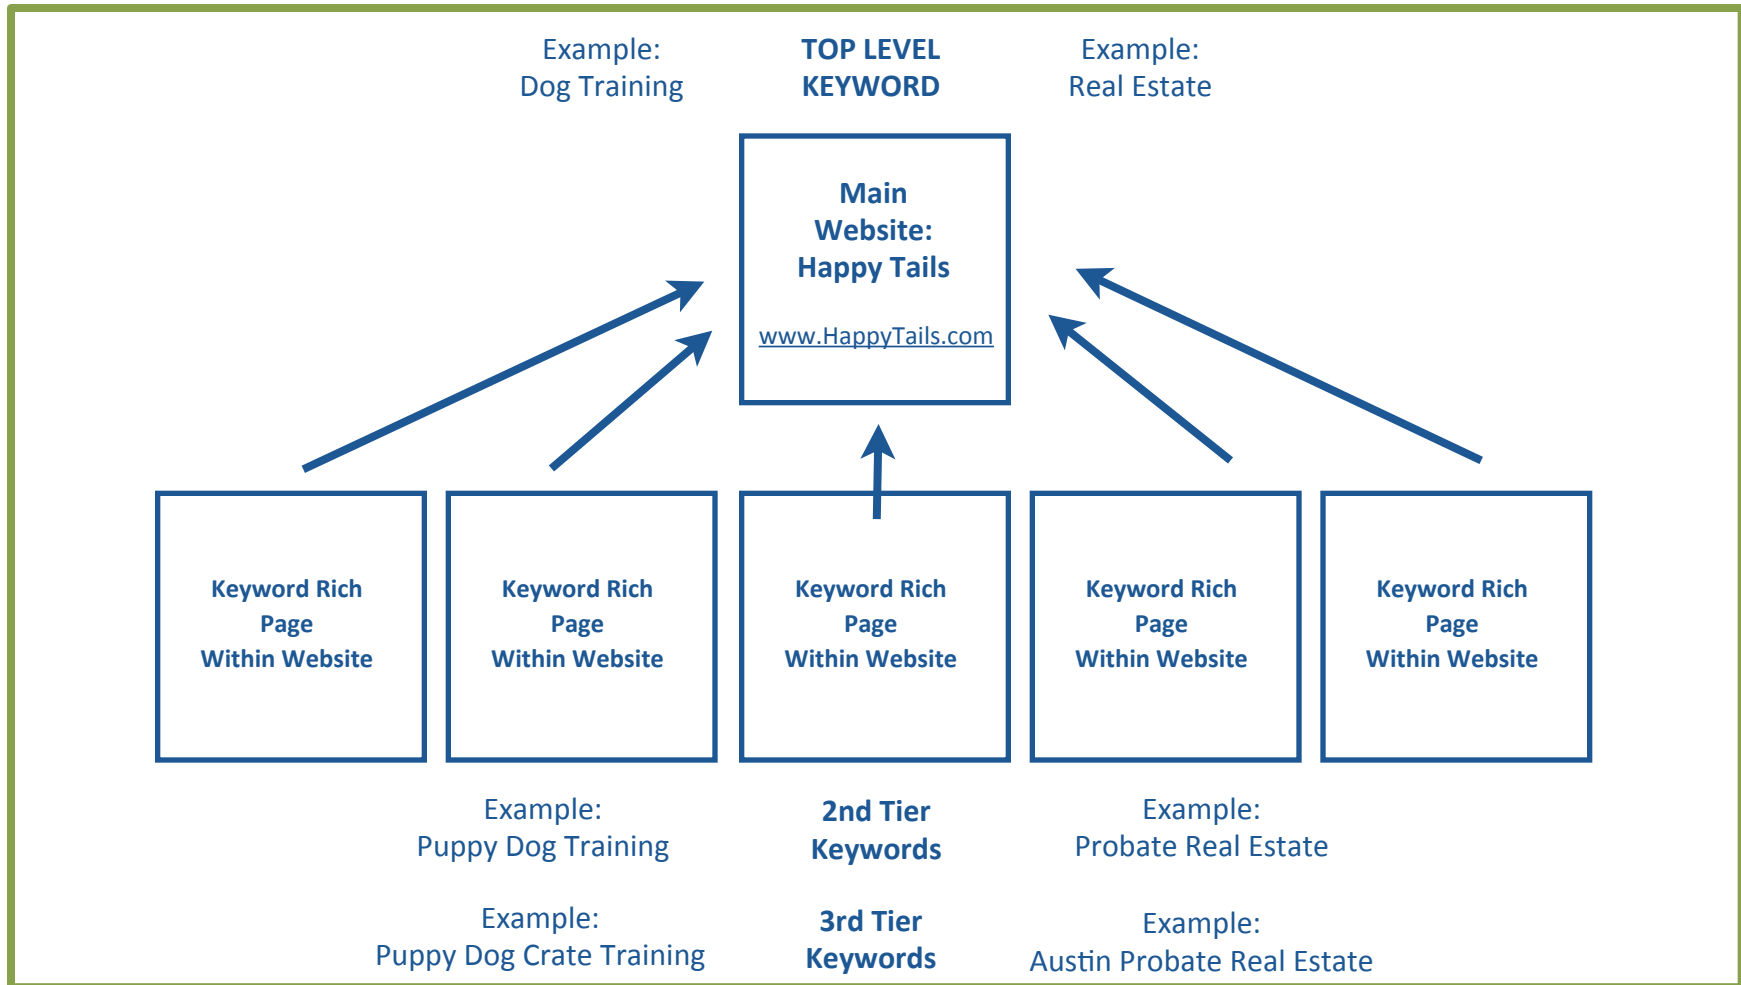 Example:
Dog Training
TOP LEVEL
KEYWORD
Example:
Real Estate
Main
Website:
Happy Tails
www.HappyTails.com
Keyword Rich
Page
Within Website
Keyword Rich
Page
Within Website
Keyword Rich
Page
Within Website
Keyword Rich
Page
Within Website
Keyword Rich
Page
Within Website
Example:
Puppy Dog Training
2nd Tier
Keywords
Example:
Probate Real Estate
Example:
Puppy Dog Crate Training
3rd Tier
Keywords
Example:
Austin Probate Real Estate